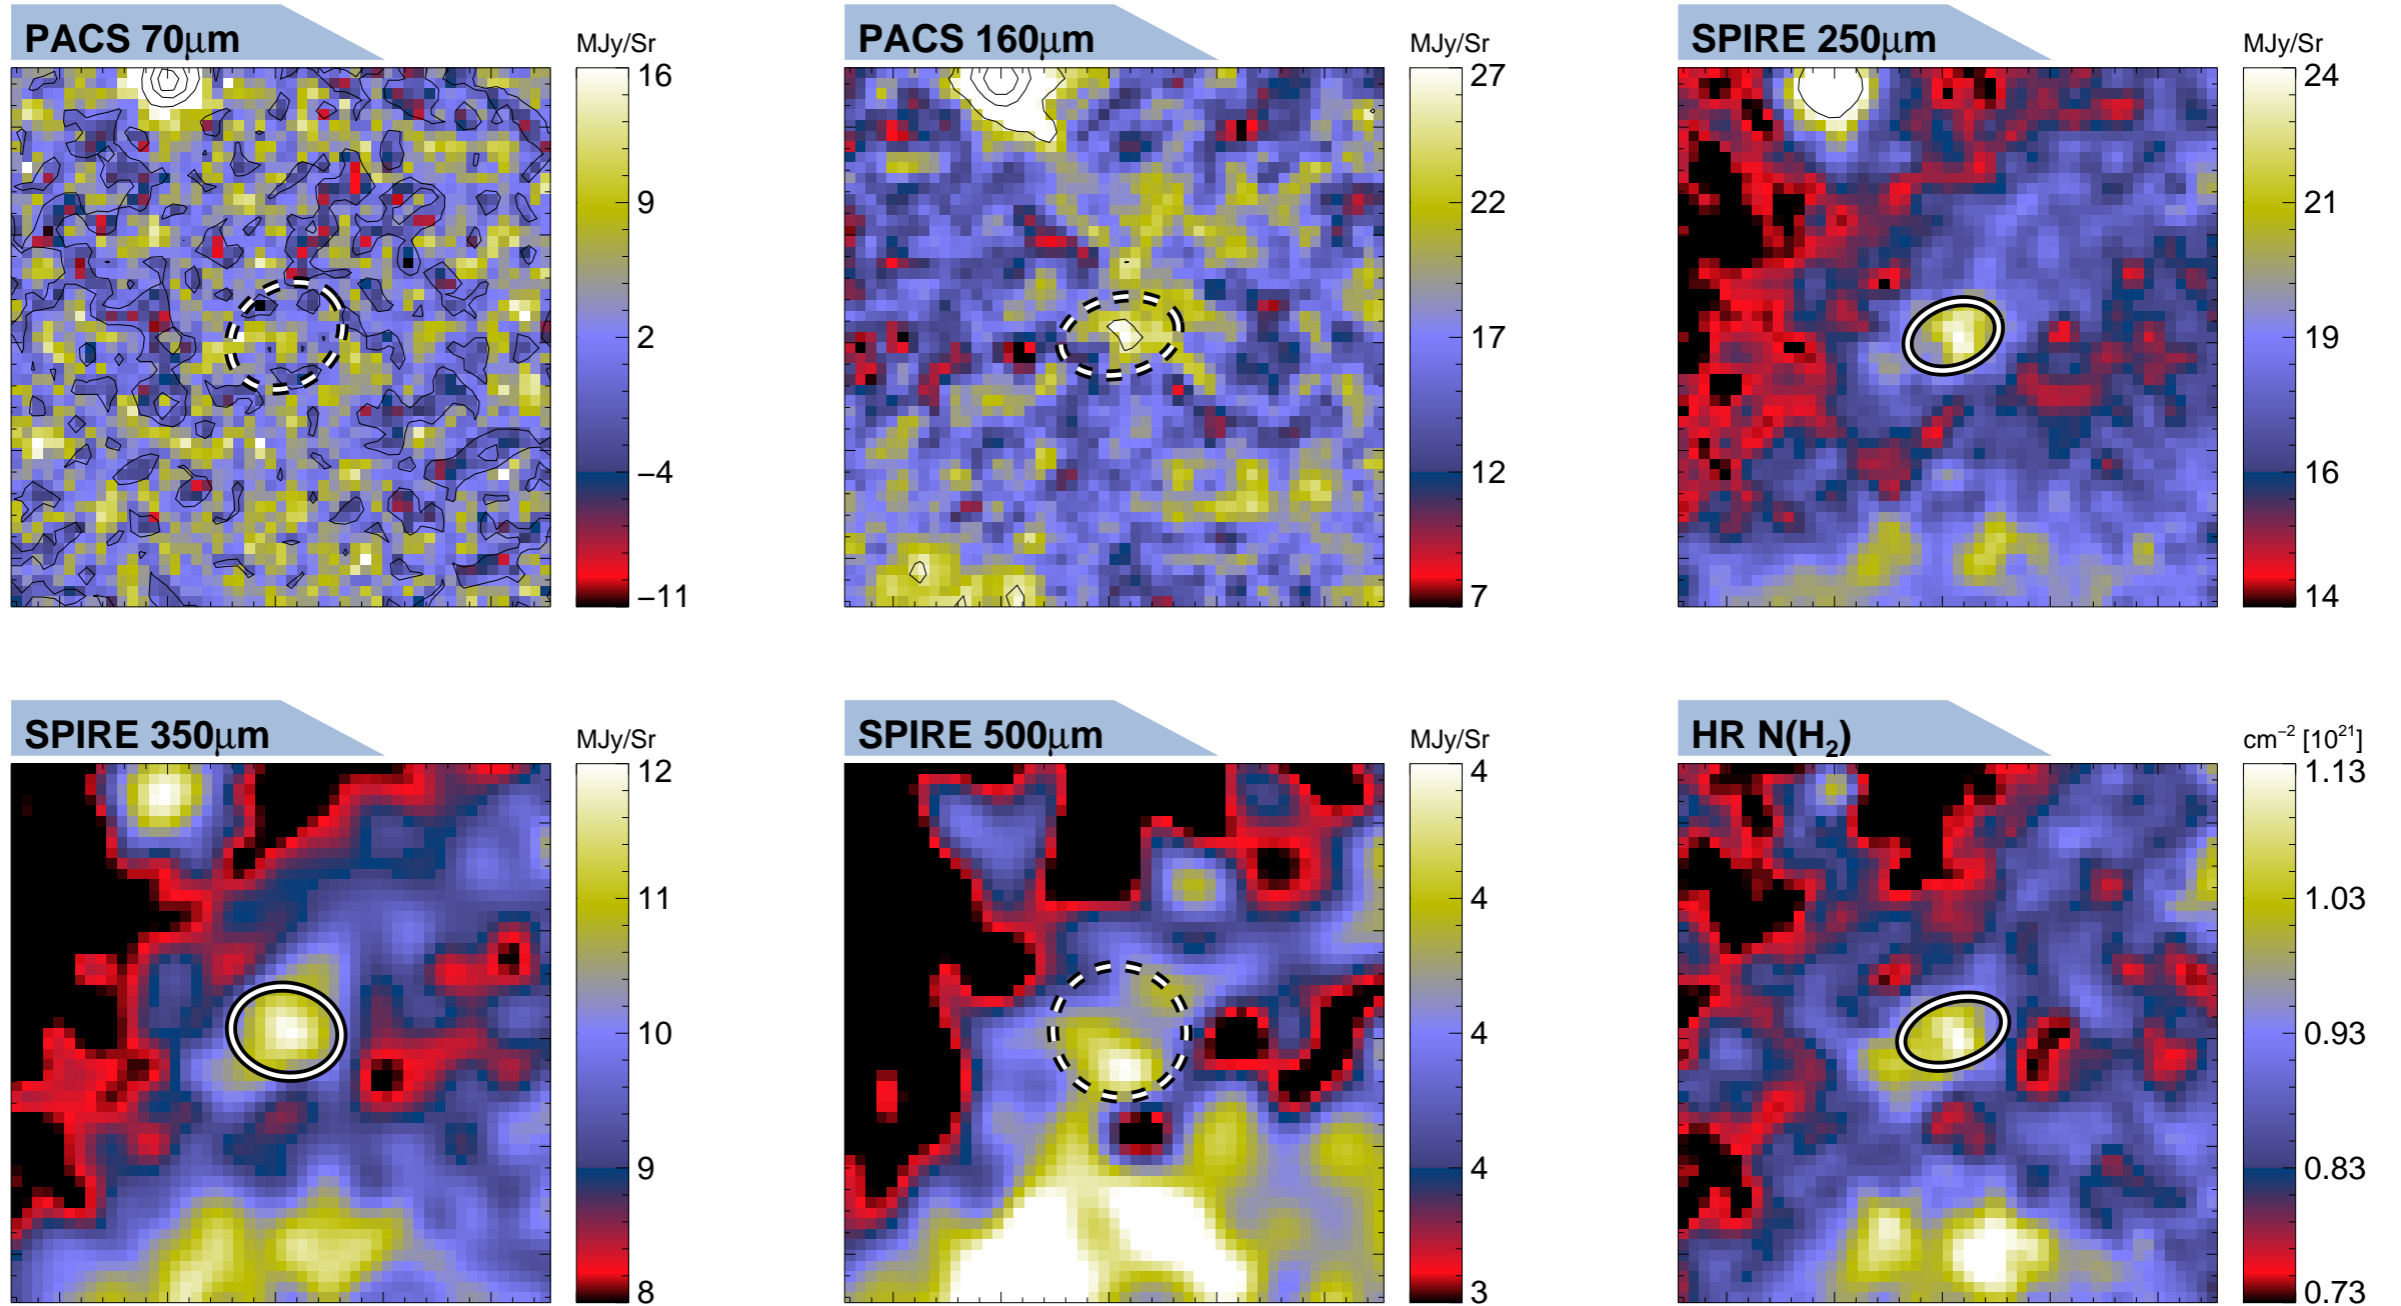 PACS 70μm
MJy/Sr
16
9
2
−4
−11
PACS 160μm
MJy/Sr
27
22
17
12
7
SPIRE 250μm
MJy/Sr
24
21
19
16
14
SPIRE 350μm
MJy/Sr
12
11
10
9
8
SPIRE 500μm
MJy/Sr
4
4
4
4
3
HR N(H₂)
cm⁻² [10²¹]
1.13
1.03
0.93
0.83
0.73